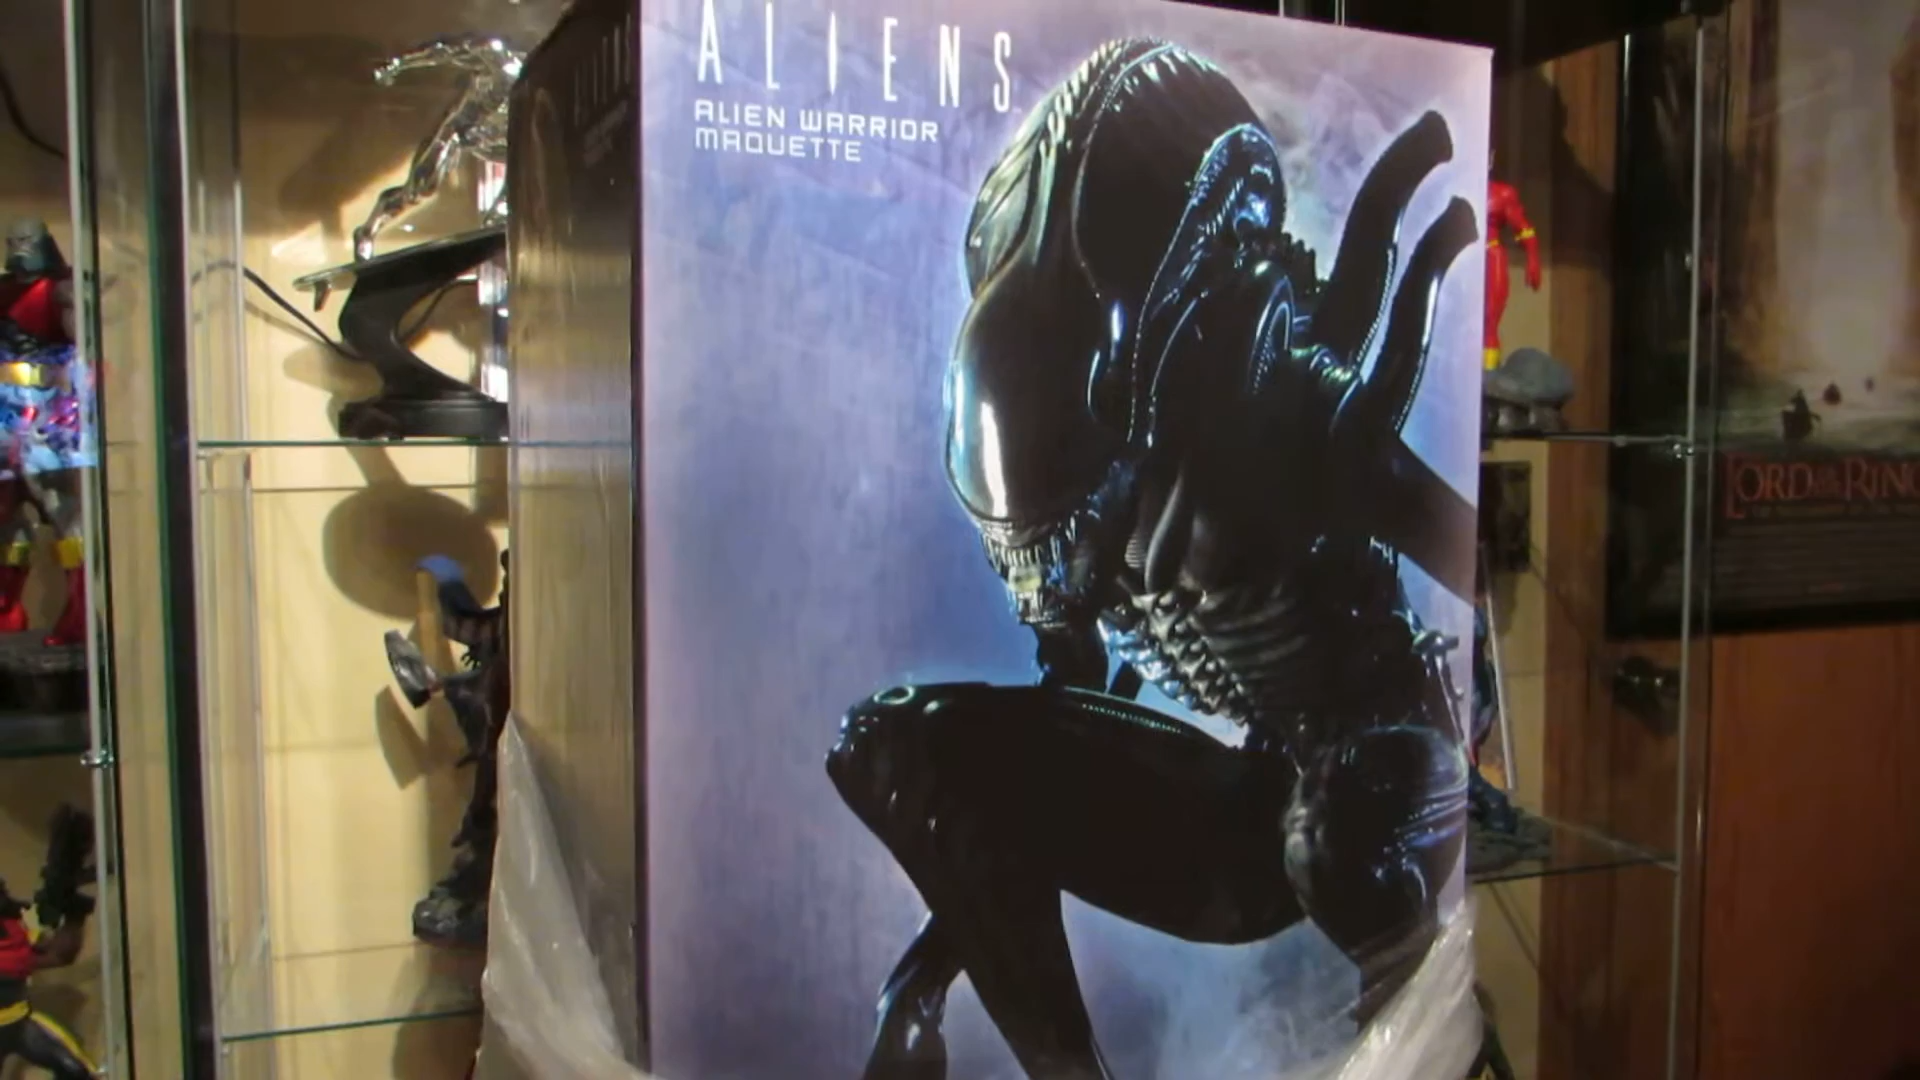 ALIENS
ALIEN WARRIOR
MAQUETTE
LORD OF THE RINGS